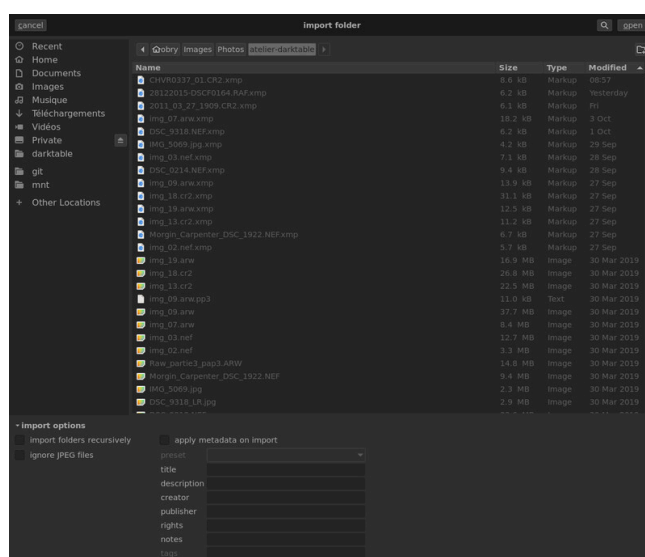 cancel import folder open
Recent
Home
Documents
Images
Musique
Téléchargements
Vidéos
Private
darktable
git
mnt
Other Locations
obry Images Photos atelier-darktable
Name Size Type Modified
CHVR0337_01.CR2.xmp 8.6 kB Markup 08:57
28122015-DSCF0164.RAF.xmp 6.2 kB Markup Yesterday
2011_03_27_1909.CR2.xmp 6.1 kB Markup Fri
img_07.arw.xmp 18.2 kB Markup 3 Oct
DSC_9318.NEF.xmp 6.2 kB Markup 1 Oct
IMG_5069.jpg.xmp 4.2 kB Markup 29 Sep
img_03.nef.xmp 7.1 kB Markup 28 Sep
DSC_0214.NEF.xmp 9.4 kB Markup 28 Sep
img_09.arw.xmp 13.9 kB Markup 27 Sep
img_18.cr2.xmp 31.1 kB Markup 27 Sep
img_19.arw.xmp 12.5 kB Markup 27 Sep
img_13.cr2.xmp 11.2 kB Markup 27 Sep
Morgin_Carpenter_DSC_1922.NEF.xmp 6.7 kB Markup 27 Sep
img_02.nef.xmp 5.7 kB Markup 27 Sep
img_19.arw 16.9 MB Image 30 Mar 2019
img_18.cr2 26.8 MB Image 30 Mar 2019
img_13.cr2 22.5 MB Image 30 Mar 2019
img_09.arw.pp3 11.0 kB Text 30 Mar 2019
img_09.arw 37.7 MB Image 30 Mar 2019
img_07.arw 8.4 MB Image 30 Mar 2019
img_03.nef 12.7 MB Image 30 Mar 2019
img_02.nef 3.3 MB Image 30 Mar 2019
Raw_partie3_pap3.ARW 14.8 MB Image 30 Mar 2019
Morgin_Carpenter_DSC_1922.NEF 9.4 MB Image 30 Mar 2019
IMG_5069.jpg 2.3 MB Image 30 Mar 2019
DSC_9318_LR.jpg 2.9 MB Image 30 Mar 2019
import options
import folders recursively apply metadata on import
ignore JPEG files preset
title
description
creator
publisher
rights
notes
tags